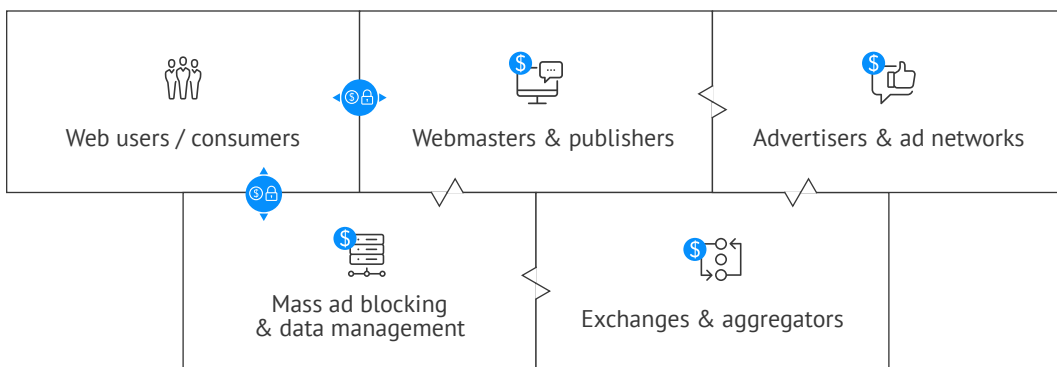 Web users / consumers
$
Webmasters & publishers
$
Advertisers & ad networks
$
$
$
Mass ad blocking
& data management
$
Exchanges & aggregators
$